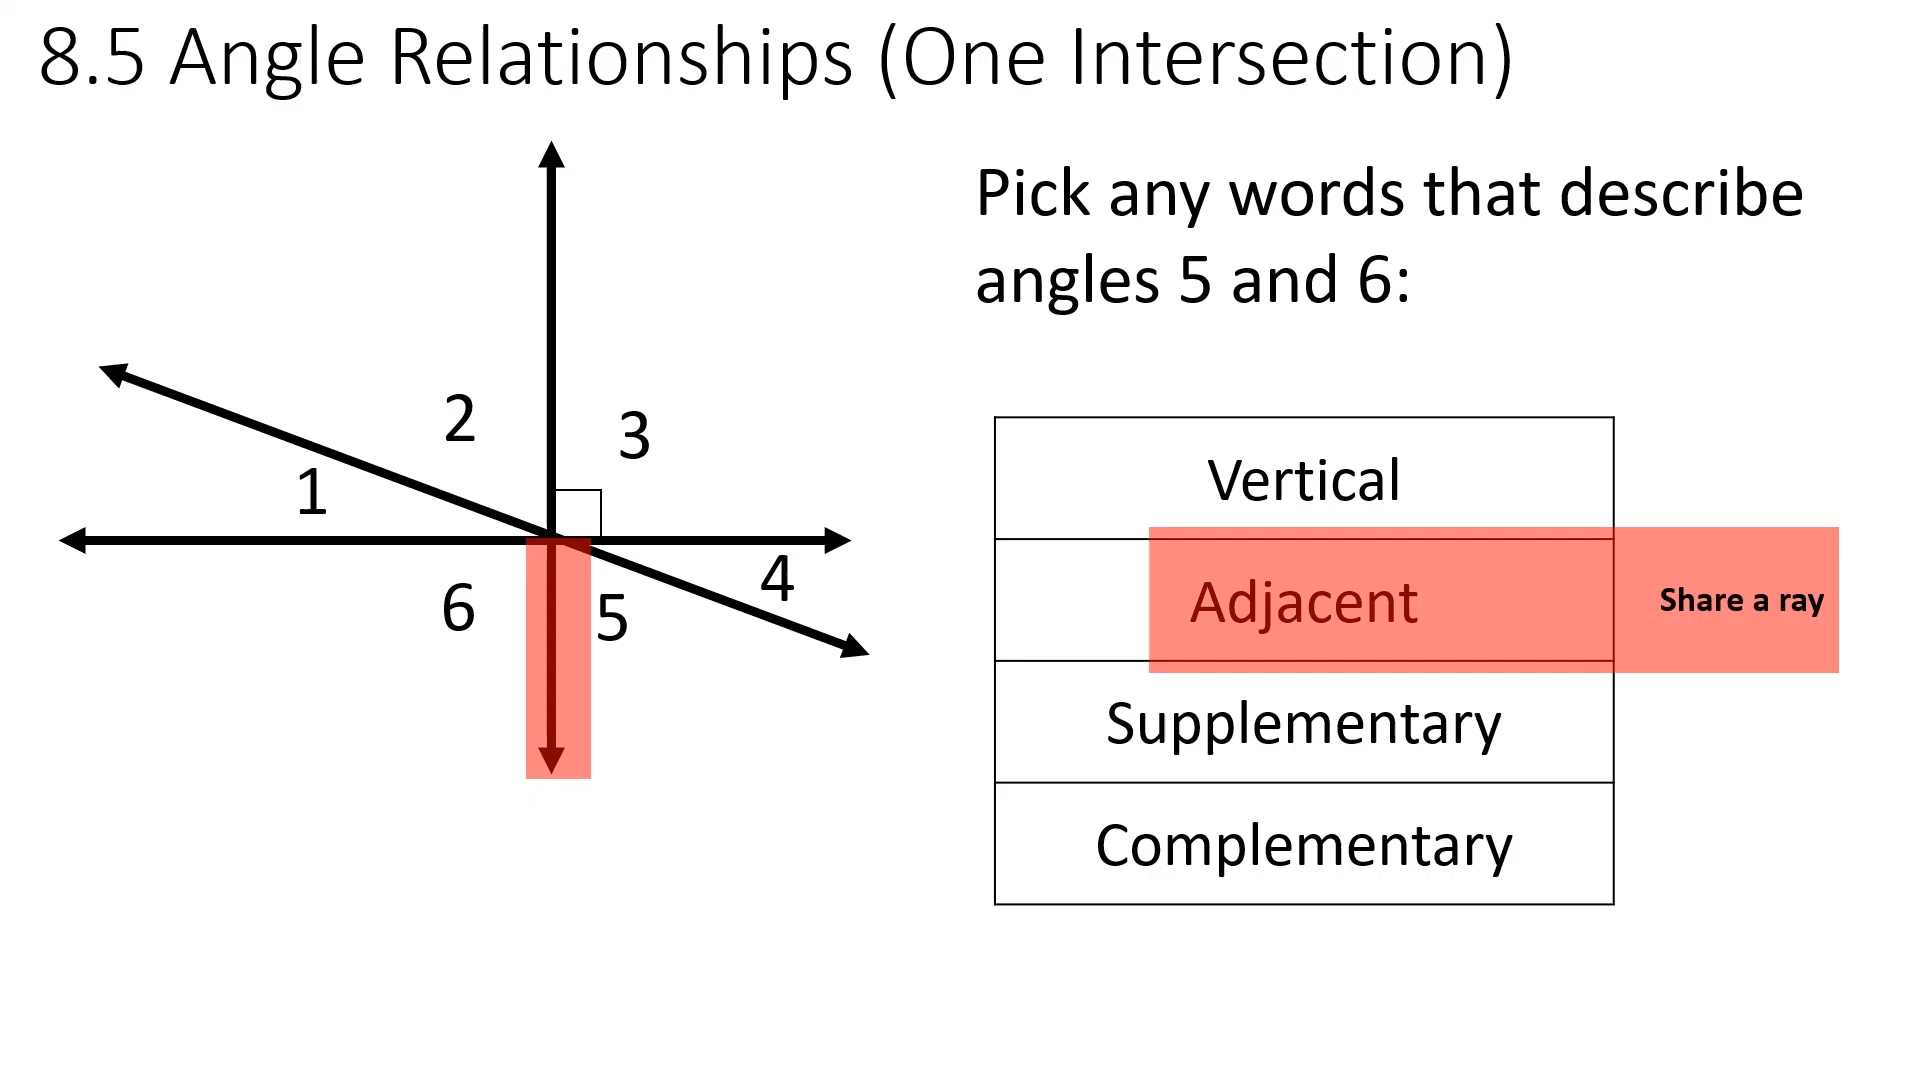 8.5 Angle Relationships (One Intersection)
Pick any words that describe
angles 5 and 6:
2
3
1
4
6
5
Vertical
Adjacent
Share a ray
Supplementary
Complementary